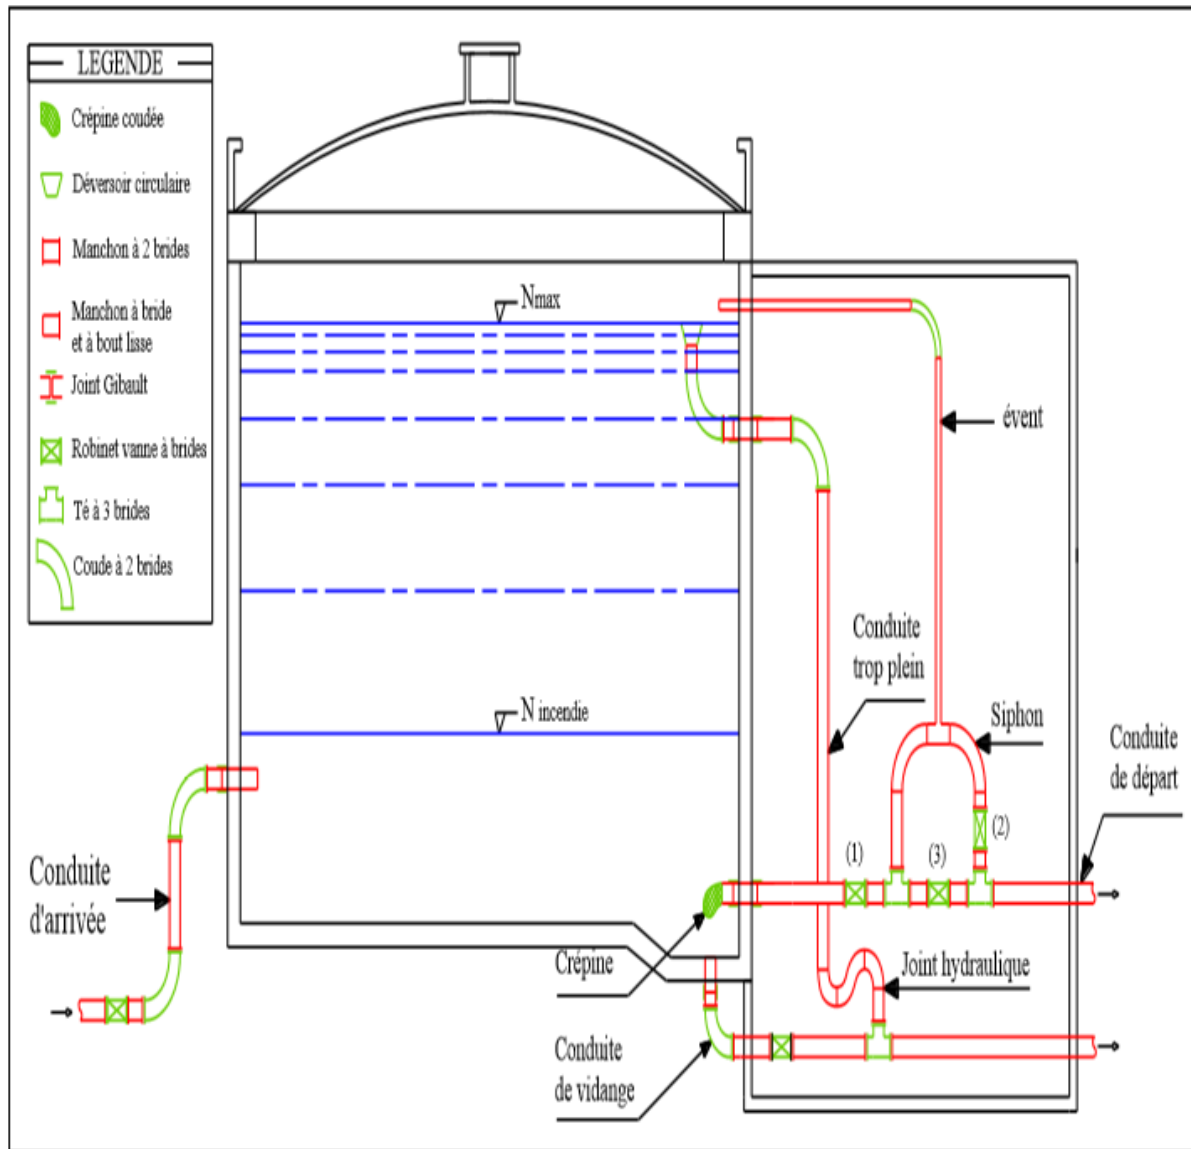 LEGENDE
Crépine coudée
Déversoir circulaire
Manchon à 2 brides
Manchon à bride
et à bout lisse
Joint Gibault
Robinet vanne à brides
Té à 3 brides
Coude à 2 brides
Nmax
évent
Conduite
trop plein
N incendie
Siphon
Conduite
de départ
(1)
(3)
(2)
Conduite
d'arrivée
Crépine
Joint hydraulique
Conduite
de vidange